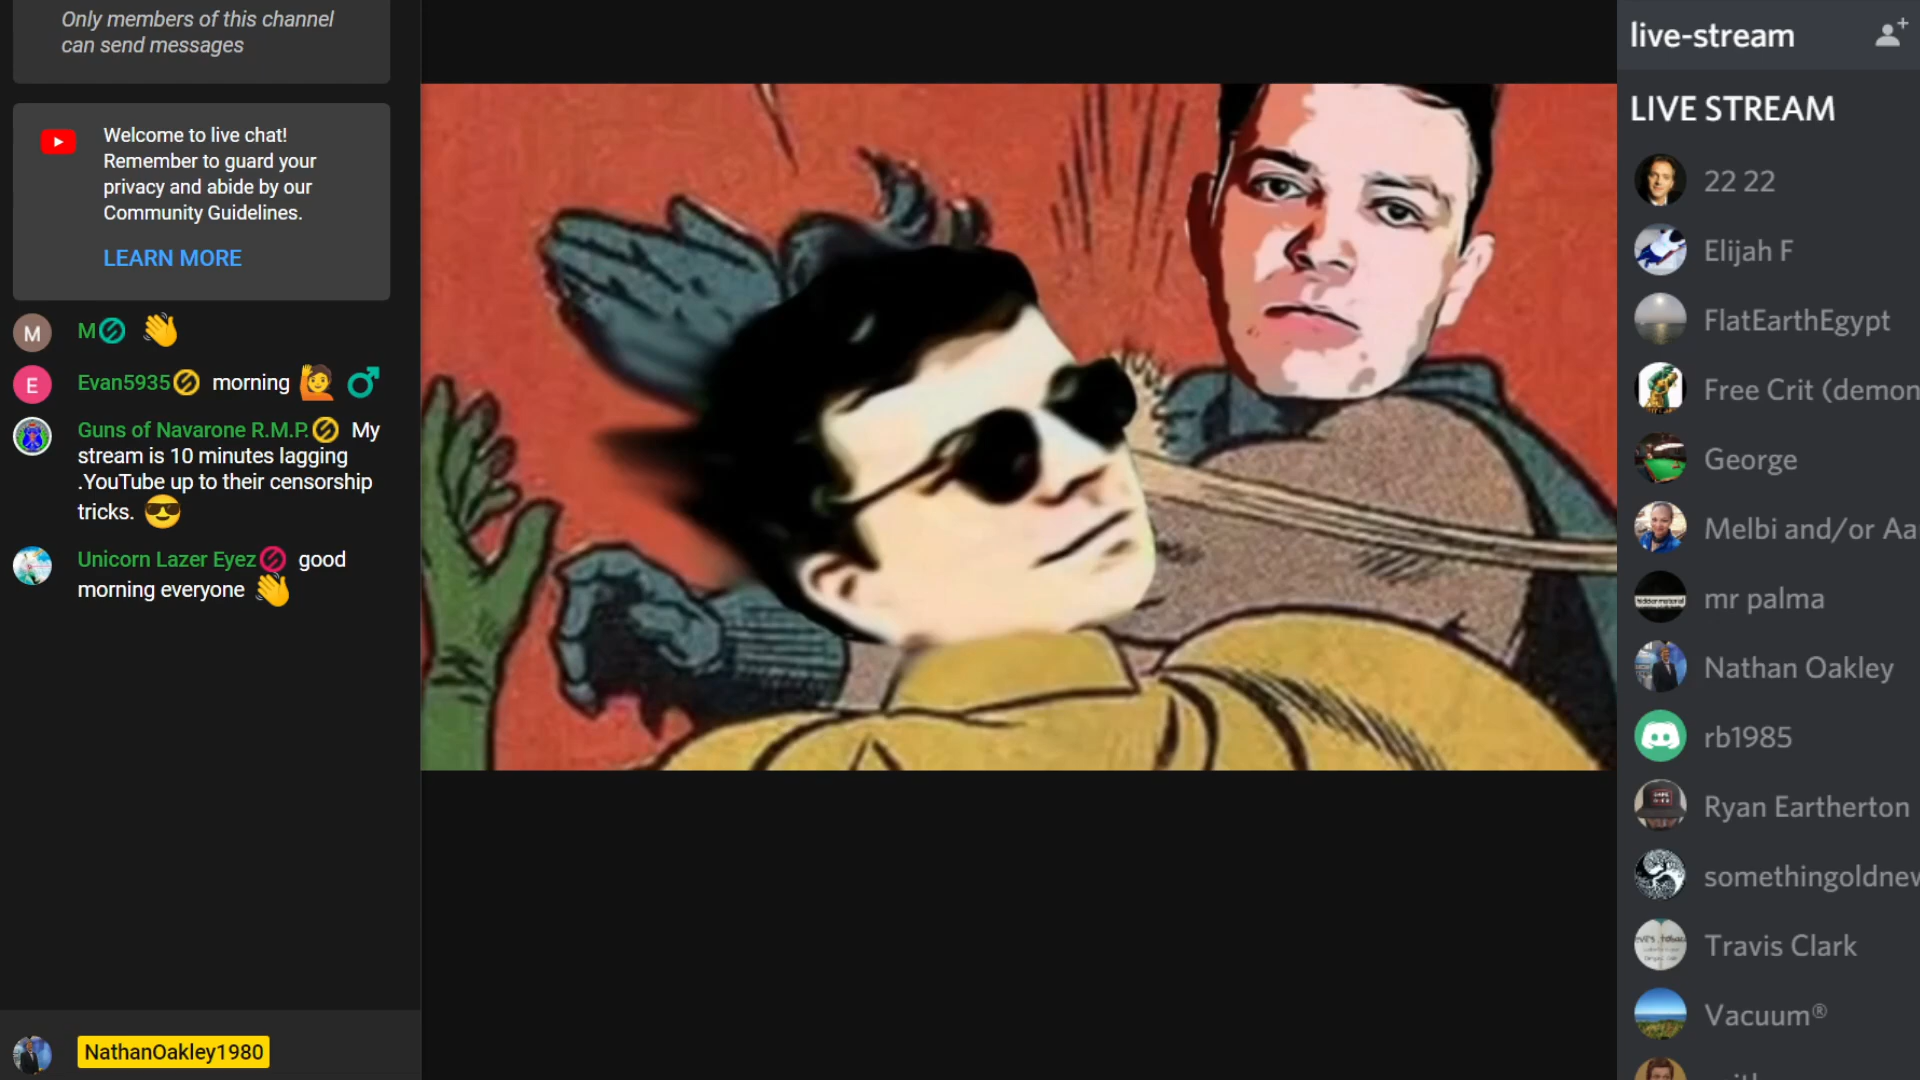 Only members of this channel
can send messages
Welcome to live chat!
Remember to guard your
privacy and abide by our
Community Guidelines.
LEARN MORE
M
M
E
Evan5935 morning
Guns of Navarone R.M.P. My
stream is 10 minutes lagging
.YouTube up to their censorship
tricks.
Unicorn Lazer Eyez good
morning everyone
NathanOakley1980
live-stream
LIVE STREAM
22 22
Elijah F
FlatEarthEgypt
Free Crit (demon
George
Melbi and/or Aa
mr palma
Nathan Oakley
rb1985
Ryan Eartherton
somethingoldnew
Travis Clark
Vacuum®